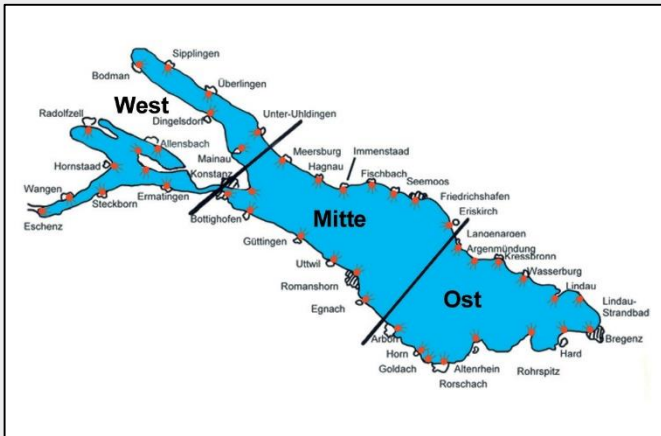 Sipplingen
Bodman
Überlingen
West
Radolfzell
Dingelsdorf
Unter-Uhldingen
Allensbach
Meersburg
Immenstaad
Mainau
Hagnau
Fischbach
Hornstaad
Konstanz
Seemoos
Wangen
Friedrichshafen
Steckborn
Ermatingen
Mitte
Eriskirch
Bottighofen
Langenargen
Eschenz
Argenmündung
Güttingen
Kressbronn
Uttwil
Wasserburg
Romanshorn
Lindau
Ost
Lindau-
Strandbad
Egnach
Arbon
Bregenz
Horn
Hard
Goldach
Altenrhein
Rohrspitz
Rorschach